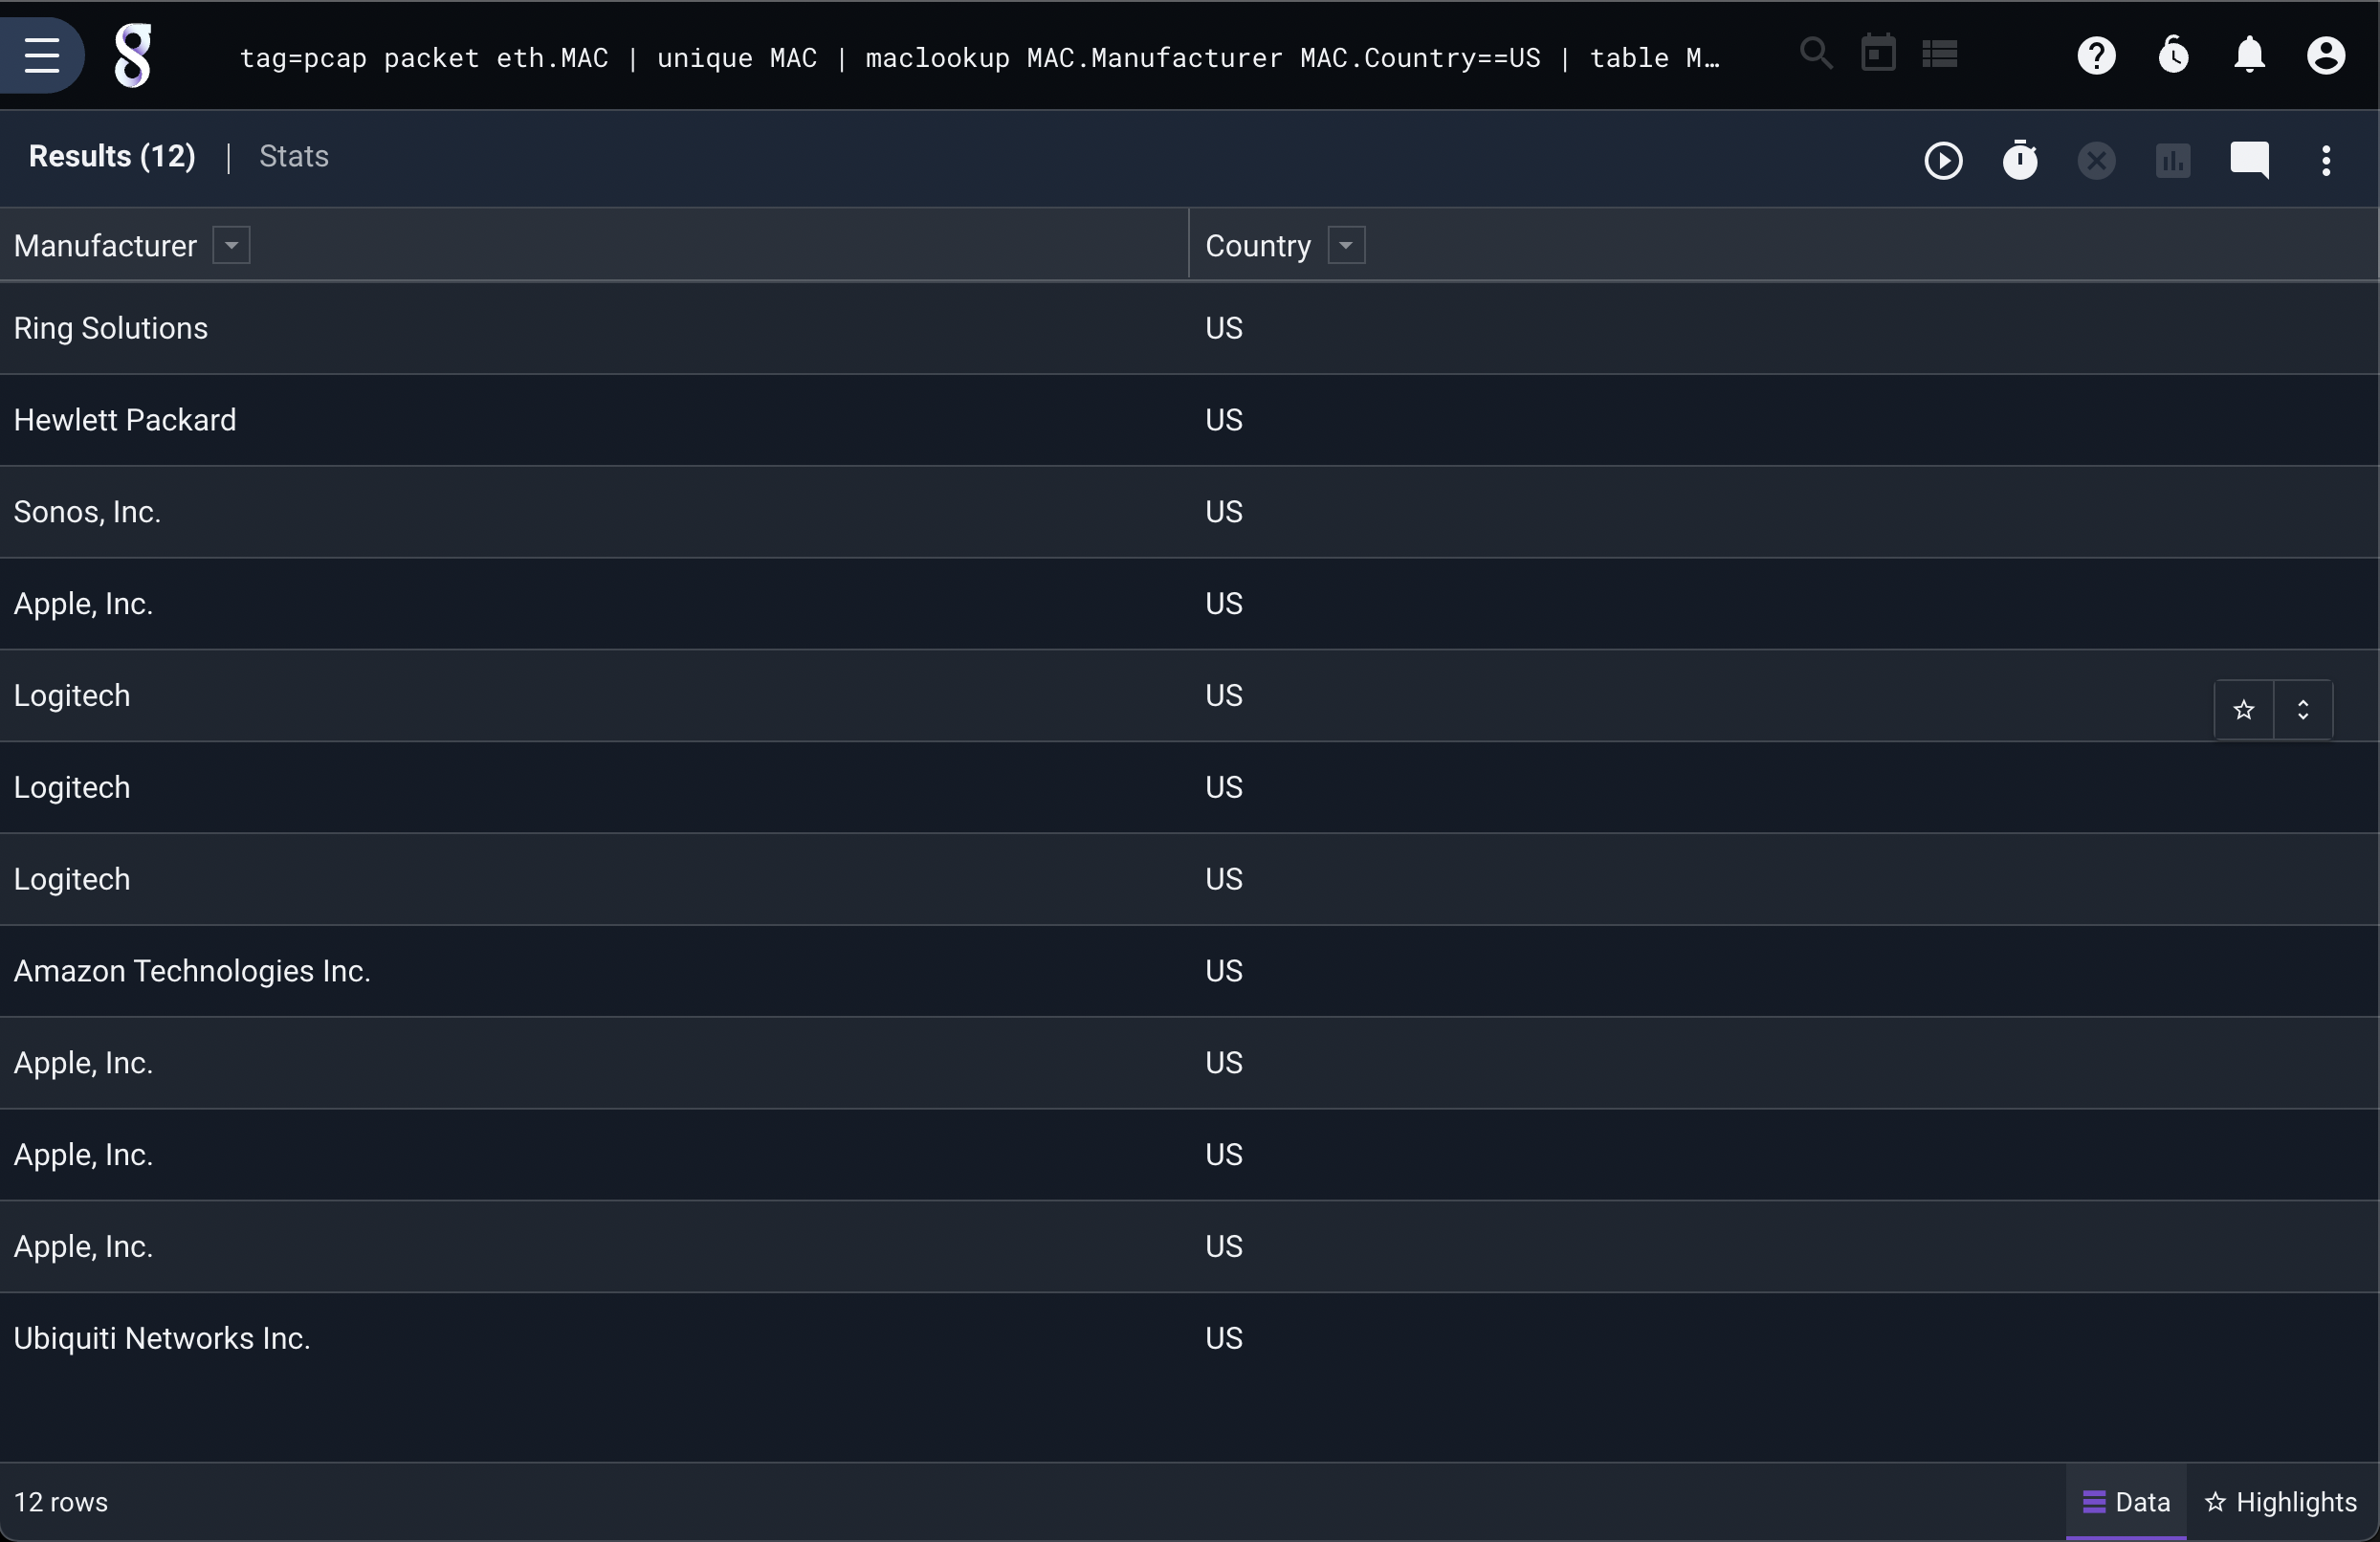 tag=pcap packet eth.MAC | unique MAC | maclookup MAC.Manufacturer MAC.Country==US | table M…
Results (12) | Stats
Manufacturer Country
Ring Solutions US
Hewlett Packard US
Sonos, Inc. US
Apple, Inc. US
Logitech US
Logitech US
Logitech US
Amazon Technologies Inc. US
Apple, Inc. US
Apple, Inc. US
Apple, Inc. US
Ubiquiti Networks Inc. US
12 rows Data Highlights